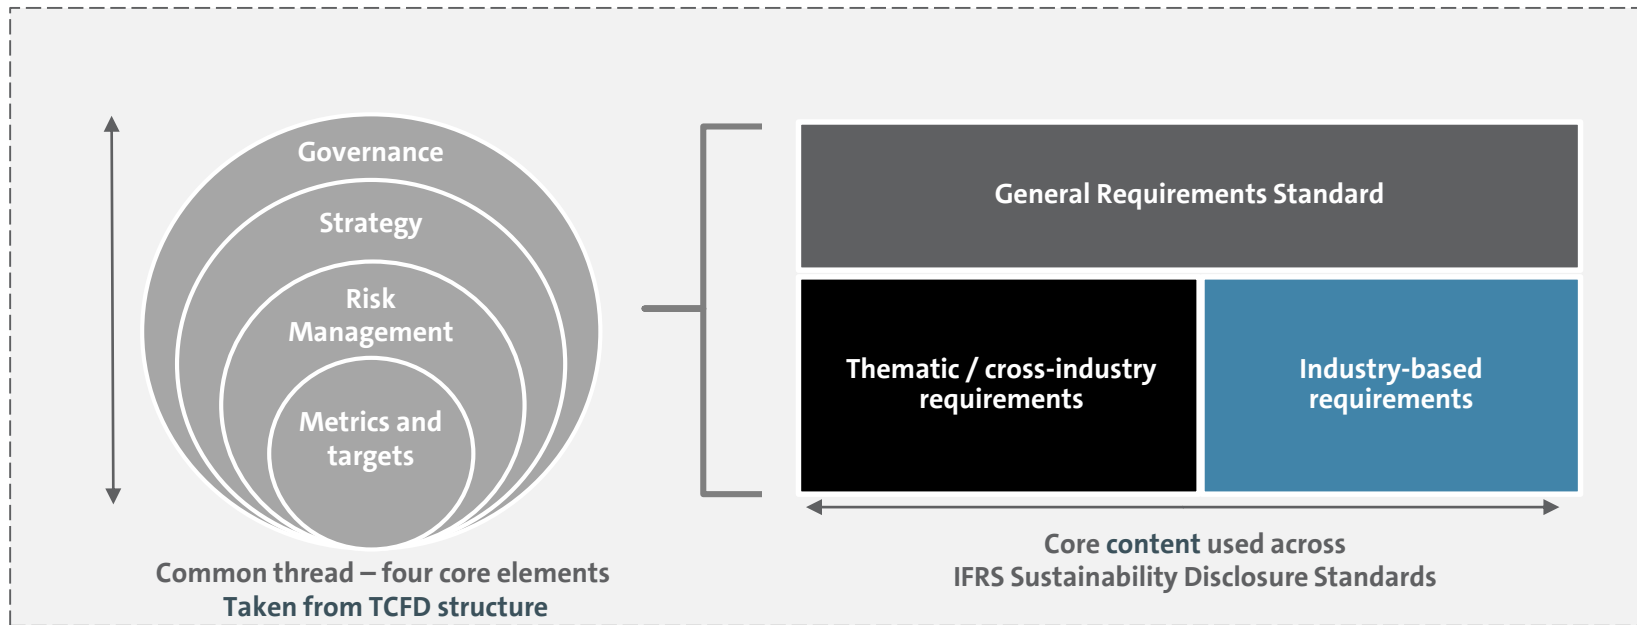 Governance
Strategy
Risk
Management
Metrics and
targets
Common thread – four core elements
Taken from TCFD structure
General Requirements Standard
Thematic / cross-industry
requirements
Industry-based
requirements
Core content used across
IFRS Sustainability Disclosure Standards